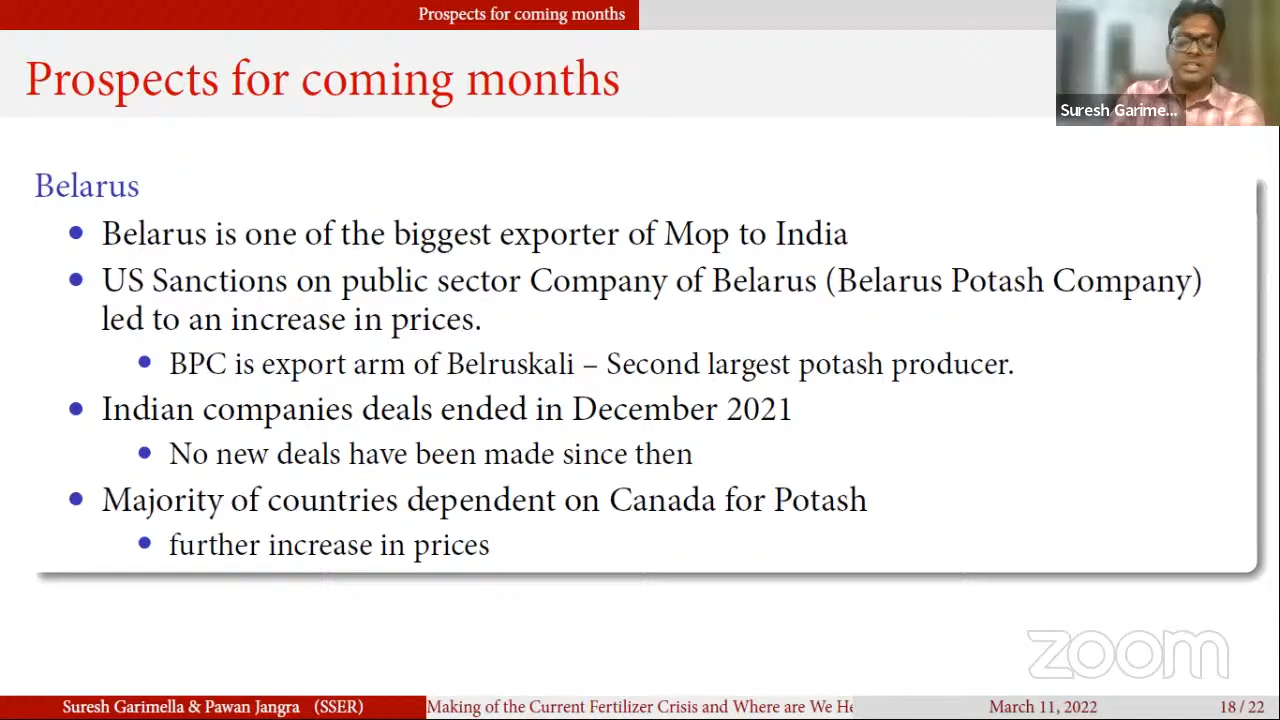 Prospects for coming months
Prospects for coming months
Suresh Garime...
Belarus
• Belarus is one of the biggest exporter of Mop to India
• US Sanctions on public sector Company of Belarus (Belarus Potash Company)
led to an increase in prices.
• BPC is export arm of Belruskali – Second largest potash producer.
• Indian companies deals ended in December 2021
• No new deals have been made since then
• Majority of countries dependent on Canada for Potash
• further increase in prices
zoom
Suresh Garimella & Pawan Jangra (SSER) Making of the Current Fertilizer Crisis and Where are We He March 11, 2022 18 / 22